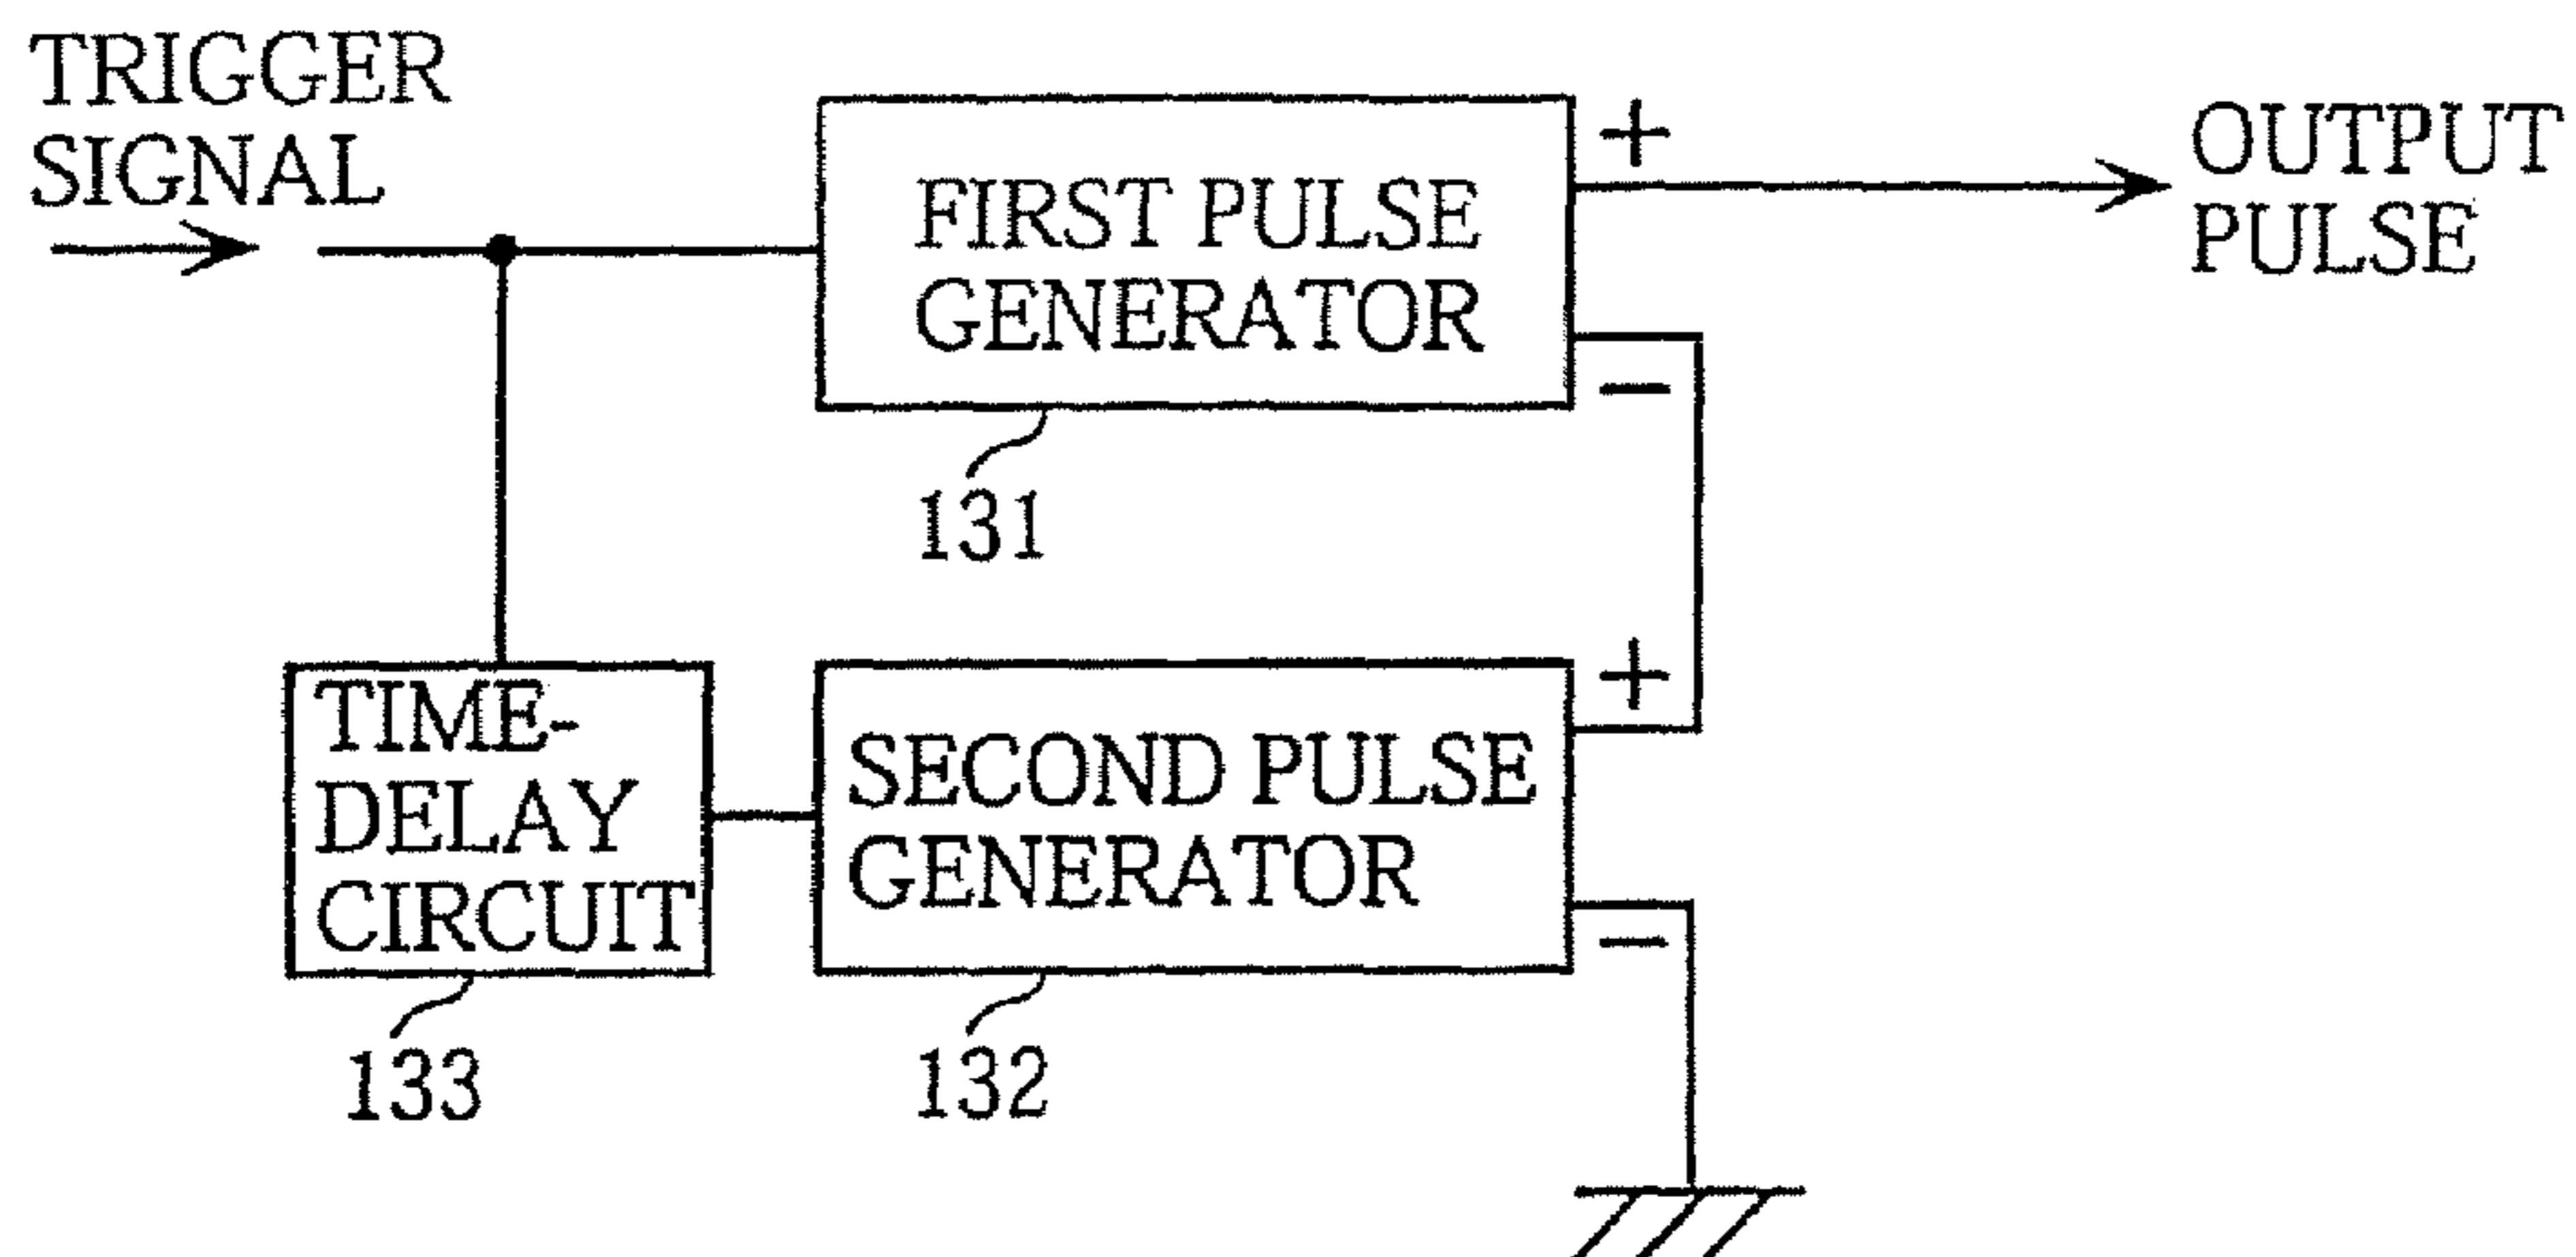 TRIGGER
SIGNAL
FIRST PULSE
GENERATOR
+
−
OUTPUT
PULSE
131
TIME-
DELAY
CIRCUIT
SECOND PULSE
GENERATOR
+
−
133
132